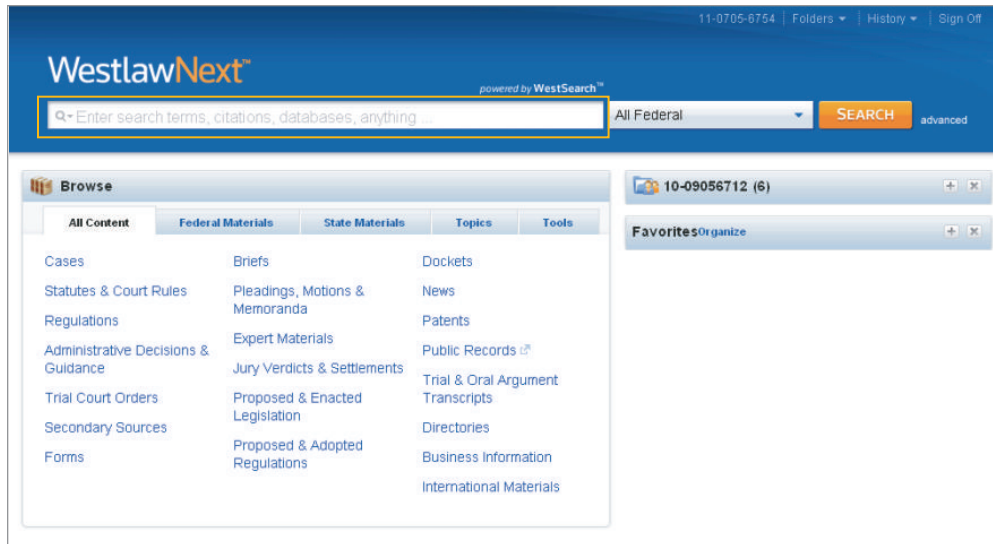 11-0705-6754 | Folders | History | Sign Off
WestlawNext™
powered by WestSearch™
Enter search terms, citations, databases, anything ...
All Federal
SEARCH
advanced
Browse
All Content
Federal Materials
State Materials
Topics
Tools
Cases
Statutes & Court Rules
Regulations
Administrative Decisions &
Guidance
Trial Court Orders
Secondary Sources
Forms
Briefs
Pleadings, Motions &
Memoranda
Expert Materials
Jury Verdicts & Settlements
Proposed & Enacted
Legislation
Proposed & Adopted
Regulations
Dockets
News
Patents
Public Records
Trial & Oral Argument
Transcripts
Directories
Business Information
International Materials
10-09056712 (6)
FavoritesOrganize